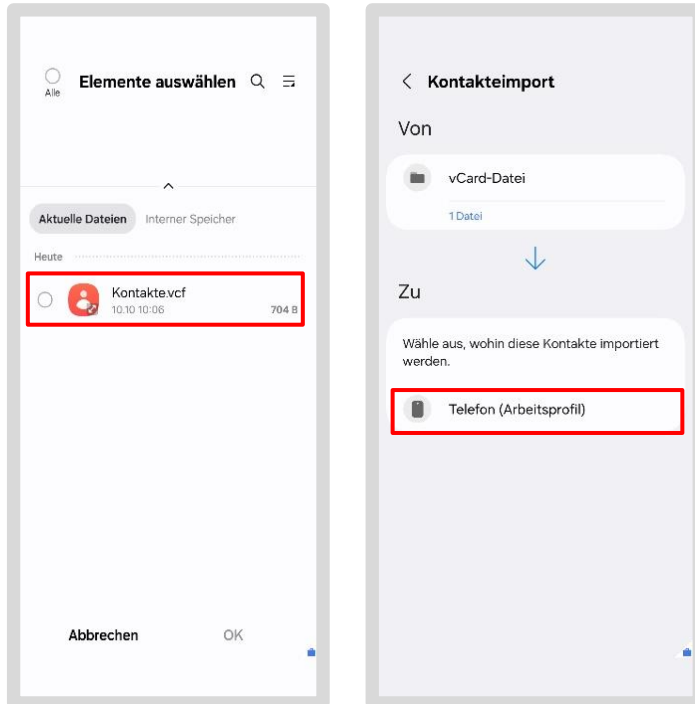 Alle
Elemente auswählen
Aktuelle Dateien
Interner Speicher
Heute
Kontakte.vcf
10.10 10:06
704 B
Abbrechen
OK
Kontakteimport
Von
vCard-Datei
1 Datei
Zu
Wähle aus, wohin diese Kontakte importiert
werden.
Telefon (Arbeitsprofil)